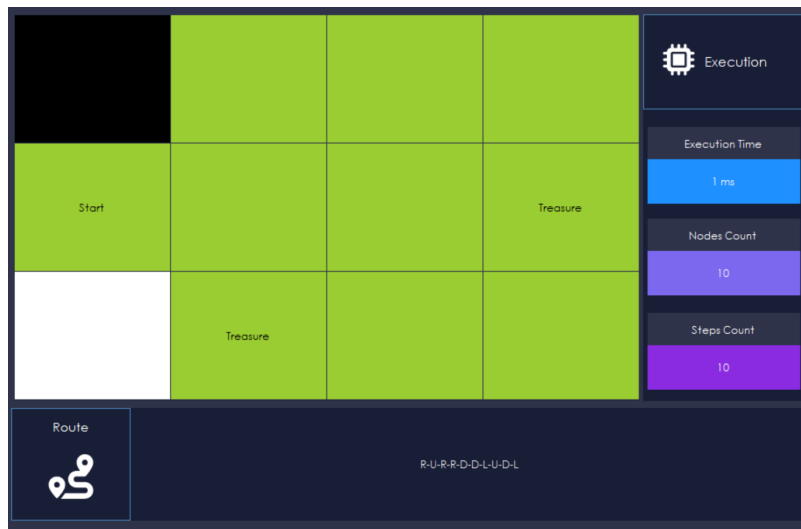 Execution
Execution Time
1 ms
Start
Treasure
Nodes Count
10
Treasure
Steps Count
10
Route
R-U-R-R-D-D-L-U-D-L